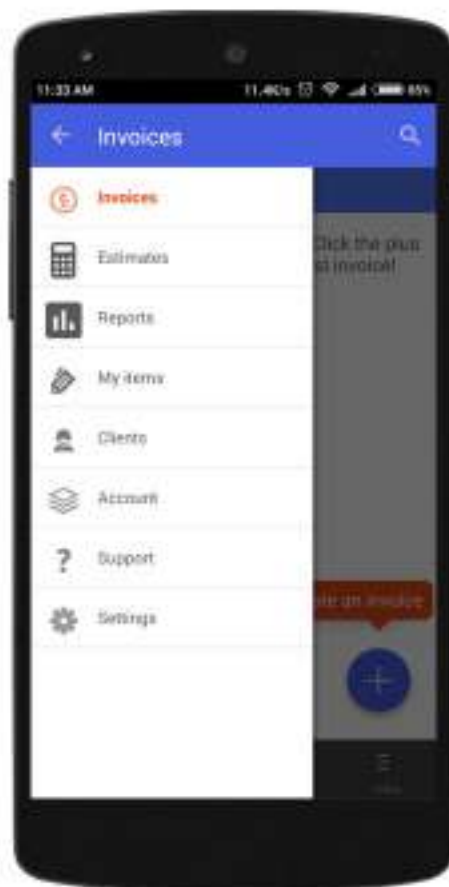 11:33 AM
Invoices
Invoices
Estimates
Click the plus
st invoice!
Reports
My items
Clients
Account
Support
an invoice
Settings